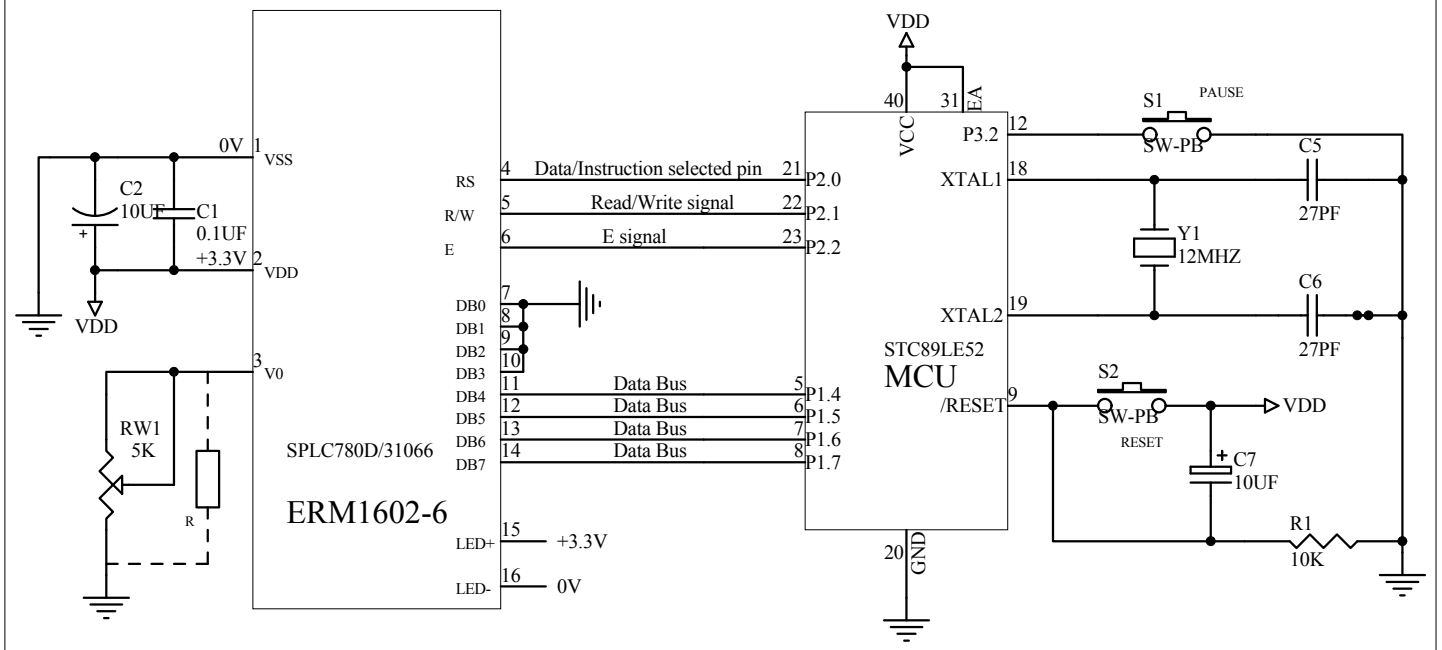 0V
1
VSS
C2
10UF
C1
0.1UF
+3.3V
2
VDD
VDD
3
V0
RW1
5K
R
SPLC780D/31066
ERM1602-6
RS
4
R/W
5
E
6
DB0
7
DB1
8
DB2
9
DB3
10
DB4
11
DB5
12
DB6
13
DB7
14
LED+
15
+3.3V
LED-
16
0V
Data/Instruction selected pin
Read/Write signal
E signal
Data Bus
Data Bus
Data Bus
Data Bus
VDD
40
VCC
31
EA
21
P2.0
22
P2.1
23
P2.2
5
P1.4
6
P1.5
7
P1.6
8
P1.7
P3.2
12
XTAL1
18
XTAL2
19
STC89LE52
MCU
/RESET
9
20
GND
S1
PAUSE
SW-PB
C5
27PF
Y1
12MHZ
C6
27PF
S2
SW-PB
RESET
VDD
+
C7
10UF
R1
10K
+